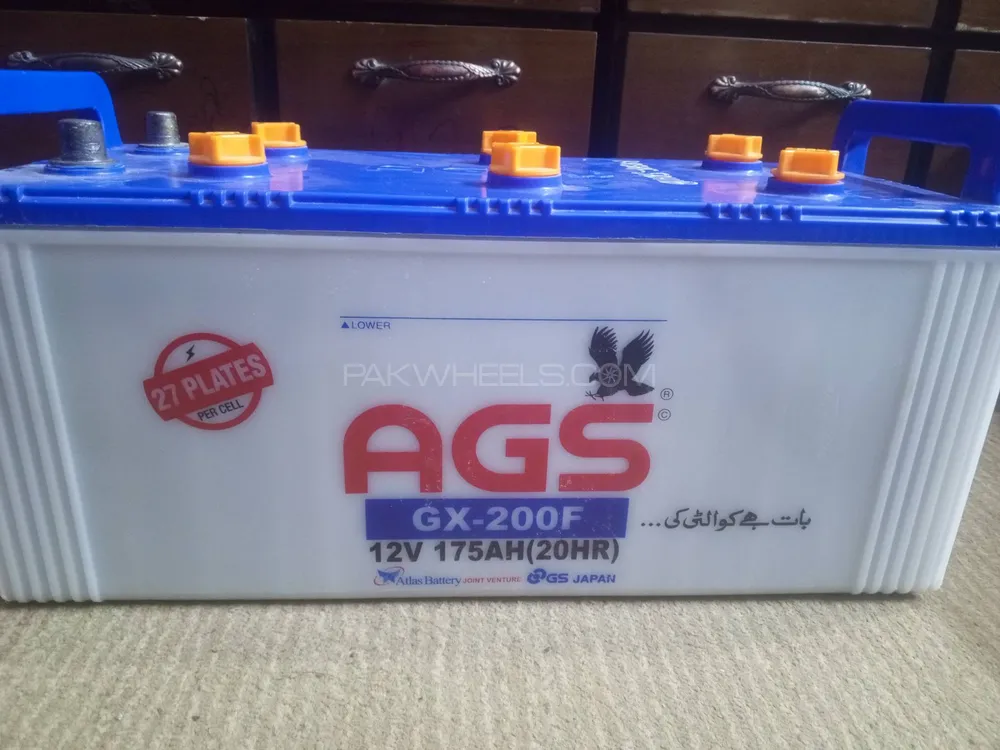 ▲LOWER
PAKWHEELS.COM
27 PLATES
PER CELL
AGS
®
©
GX-200F
بات ہے کوالٹی کی...
12V 175AH(20HR)
Atlas Battery JOINT VENTURE GS JAPAN